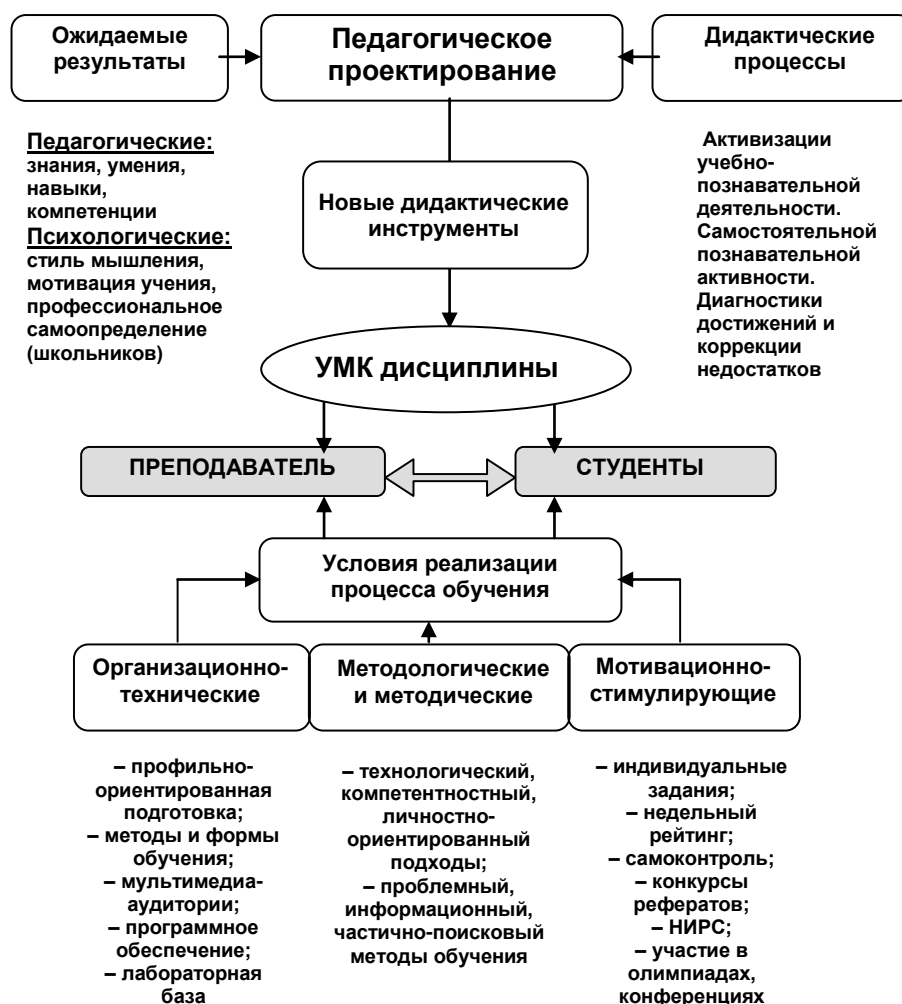 Ожидаемые
результаты
Педагогическое
проектирование
Дидактические
процессы
Педагогические:
знания, умения,
навыки,
компетенции
Психологические:
стиль мышления,
мотивация учения,
профессиональное
самоопределение
(школьников)
Новые дидактические
инструменты
Активизации
учебно-
познавательной
деятельности.
Самостоятельной
познавательной
активности.
Диагностики
достижений и
коррекции
недостатков
УМК дисциплины
ПРЕПОДАВАТЕЛЬ
СТУДЕНТЫ
Условия реализации
процесса обучения
Организационно-
технические
Методологические
и методические
Мотивационно-
стимулирующие
– профильно-
ориентированная
подготовка;
– методы и формы
обучения;
– мультимедиа-
аудитории;
– программное
обеспечение;
– лабораторная
база
– технологический,
компетентностный,
личностно-
ориентированный
подходы;
– проблемный,
информационный,
частично-поисковый
методы обучения
– индивидуальные
задания;
– недельный
рейтинг;
– самоконтроль;
– конкурсы
рефератов;
– НИРС;
– участие в
олимпиадах,
конференциях